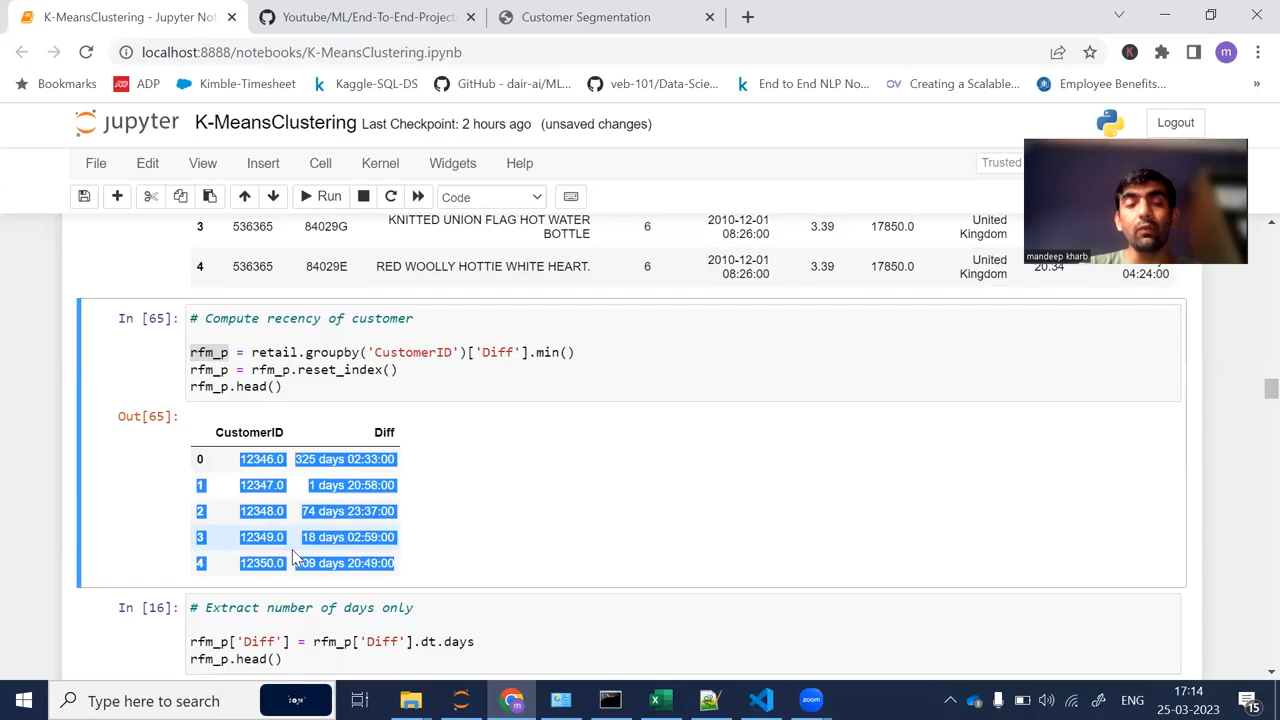 K-MeansClustering - Jupyter Not
Youtube/ML/End-To-End-Projects
Customer Segmentation
localhost:8888/notebooks/K-MeansClustering.ipynb
m
Bookmarks
ADP
Kimble-Timesheet
Kaggle-SQL-DS
GitHub - dair-ai/ML...
veb-101/Data-Scie...
End to End NLP No...
Creating a Scalable...
Employee Benefits...
jupyter
K-MeansClustering Last Checkpoint: 2 hours ago (unsaved changes)
Logout
File Edit View Insert Cell Kernel Widgets Help
Trusted
Run
Code
3 536365 84029G KNITTED UNION FLAG HOT WATER BOTTLE 6 2010-12-01 08:26:00 3.39 17850.0 United Kingdom
4 536365 84029E RED WOOLLY HOTTIE WHITE HEART. 6 2010-12-01 08:26:00 3.39 17850.0 United Kingdom 20.34 04:24:00
mandeep kharb
In [65]:
# Compute recency of customer
rfm_p = retail.groupby('CustomerID')['Diff'].min()
rfm_p = rfm_p.reset_index()
rfm_p.head()
Out[65]:
CustomerID Diff
0 12346.0 325 days 02:33:00
1 12347.0 1 days 20:58:00
2 12348.0 74 days 23:37:00
3 12349.0 18 days 02:59:00
4 12350.0 days 20:49:00
In [16]:
# Extract number of days only
rfm_p['Diff'] = rfm_p['Diff'].dt.days
rfm_p.head()
Type here to search
ENG
17:14
25-03-2023
15